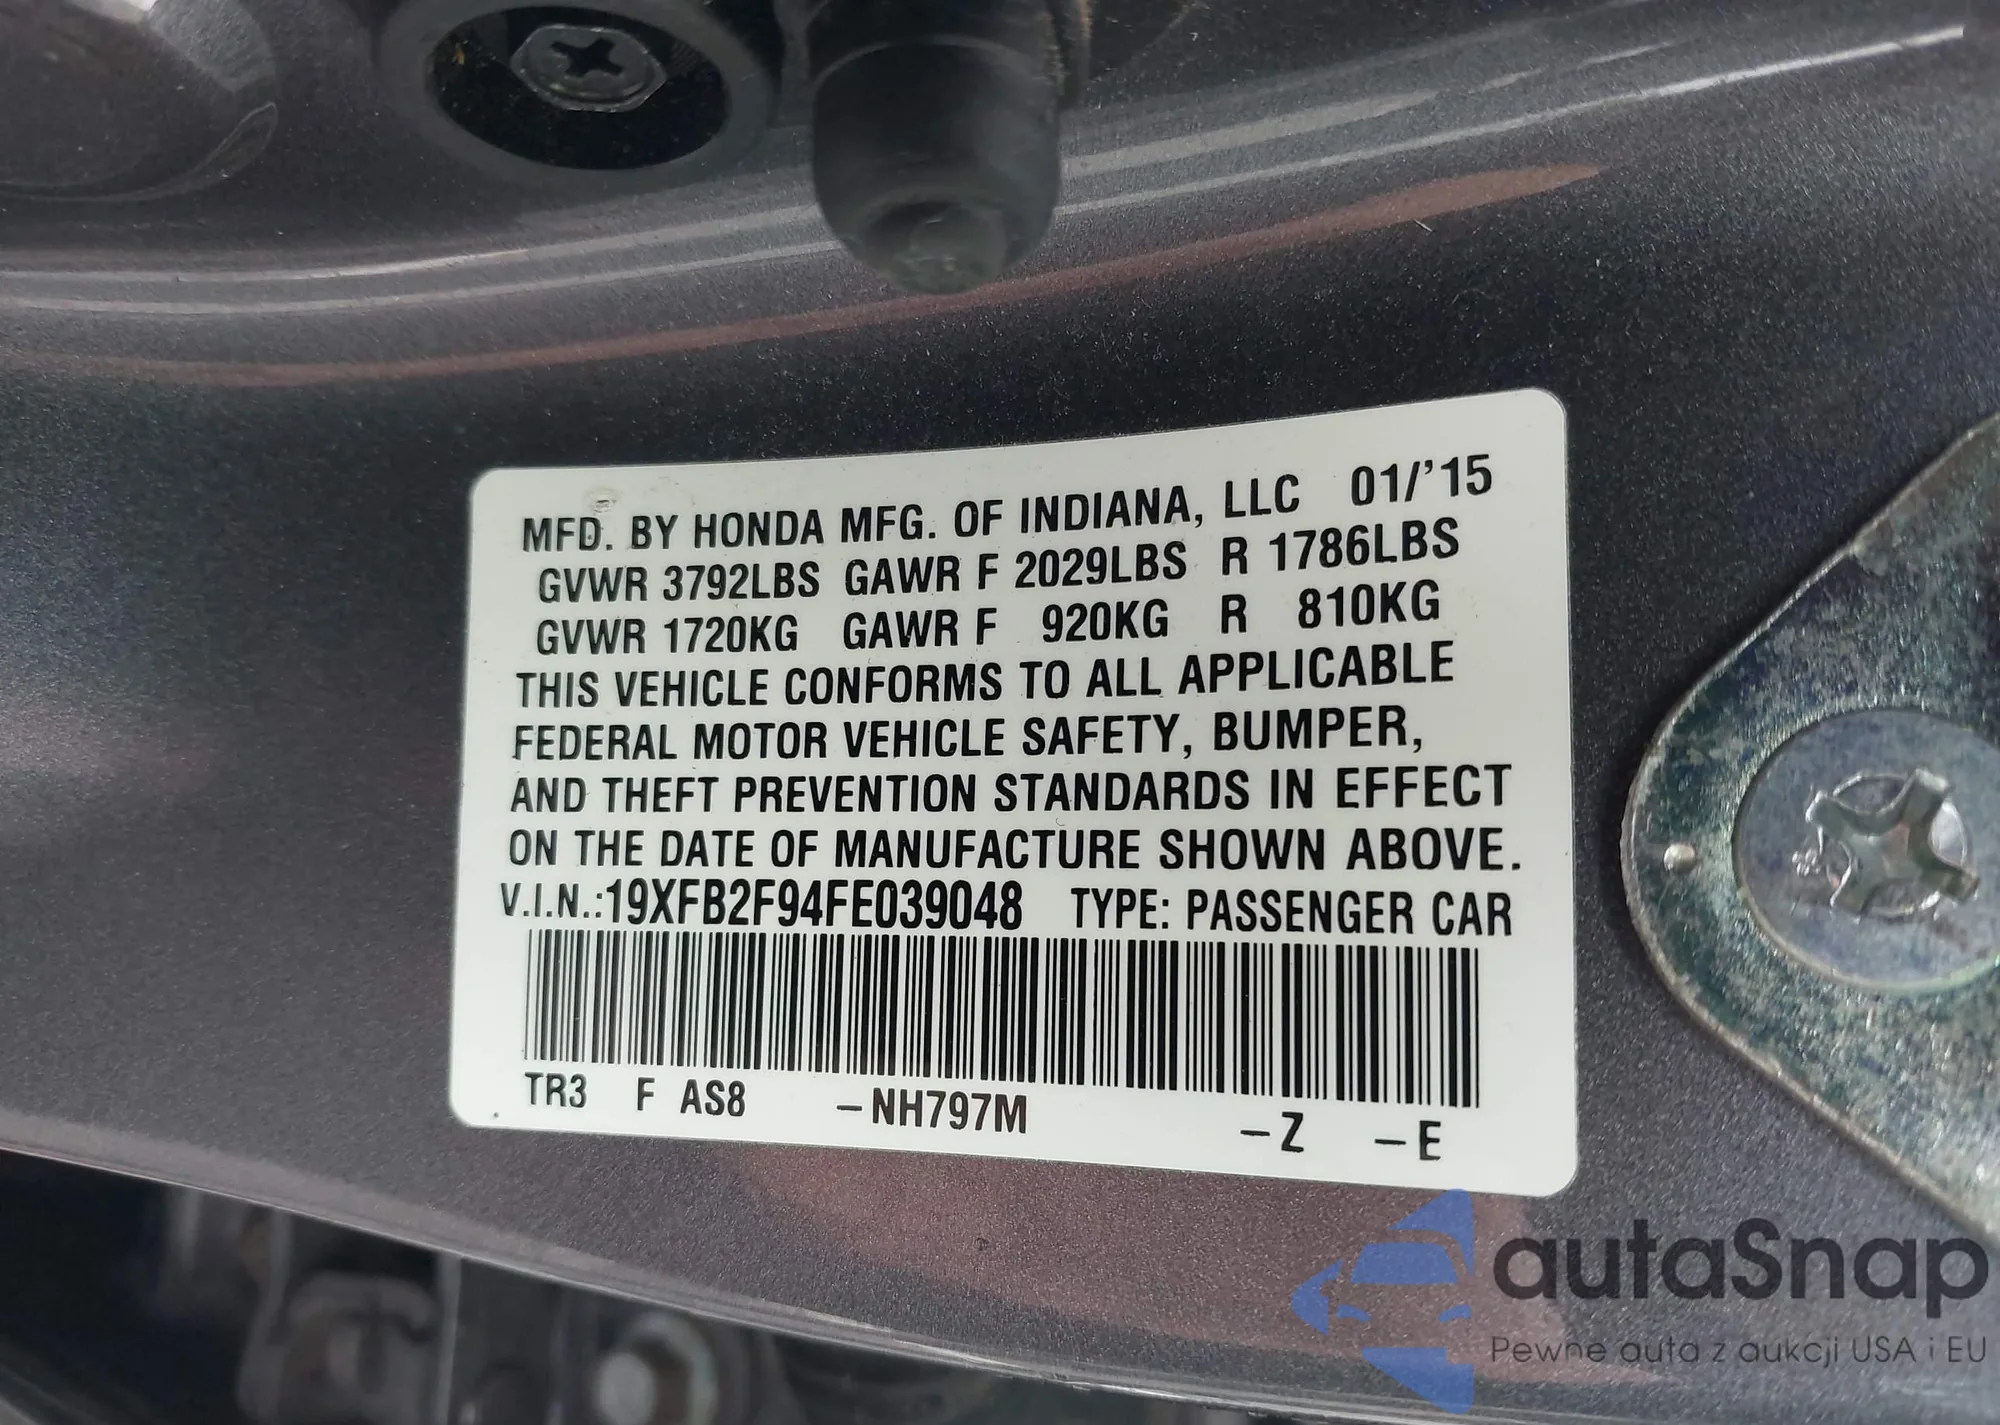 MFD. BY HONDA MFG. OF INDIANA, LLC 01/'15
GVWR 3792LBS GAWR F 2029LBS R 1786LBS
GVWR 1720KG GAWR F 920KG R 810KG
THIS VEHICLE CONFORMS TO ALL APPLICABLE
FEDERAL MOTOR VEHICLE SAFETY, BUMPER,
AND THEFT PREVENTION STANDARDS IN EFFECT
ON THE DATE OF MANUFACTURE SHOWN ABOVE.
V.I.N.:19XFB2F94FE039048 TYPE: PASSENGER CAR
TR3 F AS8 -NH797M -Z -E
autaSnap
Pewne auta z aukcji USA i EU